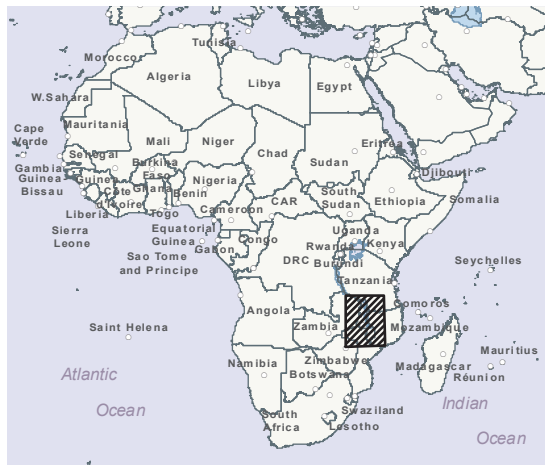 Tunisia
Morocco
Algeria
Libya
Egypt
W.Sahara
Mauritania
Cape
Verde
Mali
Niger
Chad
Sudan
Eritrea
Senegal
Gambia
Guinea
Bissau
Guinea
Burkina
Faso
Djibouti
Nigeria
Côte
d'Ivoire
Ghana
Benin
Togo
Liberia
Sierra
Leone
Cameroon
CAR
South
Sudan
Ethiopia
Somalia
Equatorial
Guinea
Sao Tome
and Principe
Gabon
Congo
DRC
Uganda
Rwanda
Kenya
Burundi
Seychelles
Tanzania
Comoros
Angola
Zambia
Mozambique
Saint Helena
Zimbabwe
Namibia
Botswana
Madagascar
Mauritius
Réunion
Atlantic
Ocean
Swaziland
South
Africa
Lesotho
Indian
Ocean